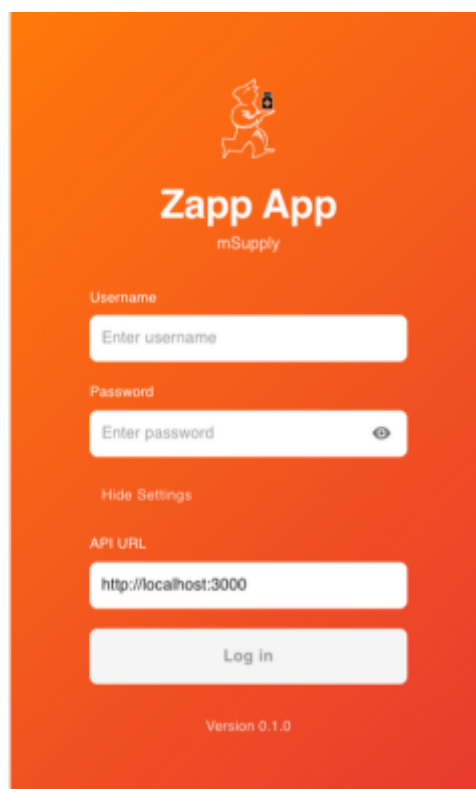 Zapp App
mSupply
Username
Enter username
Password
Enter password
Hide Settings
API URL
http://localhost:3000
Log in
Version 0.1.0